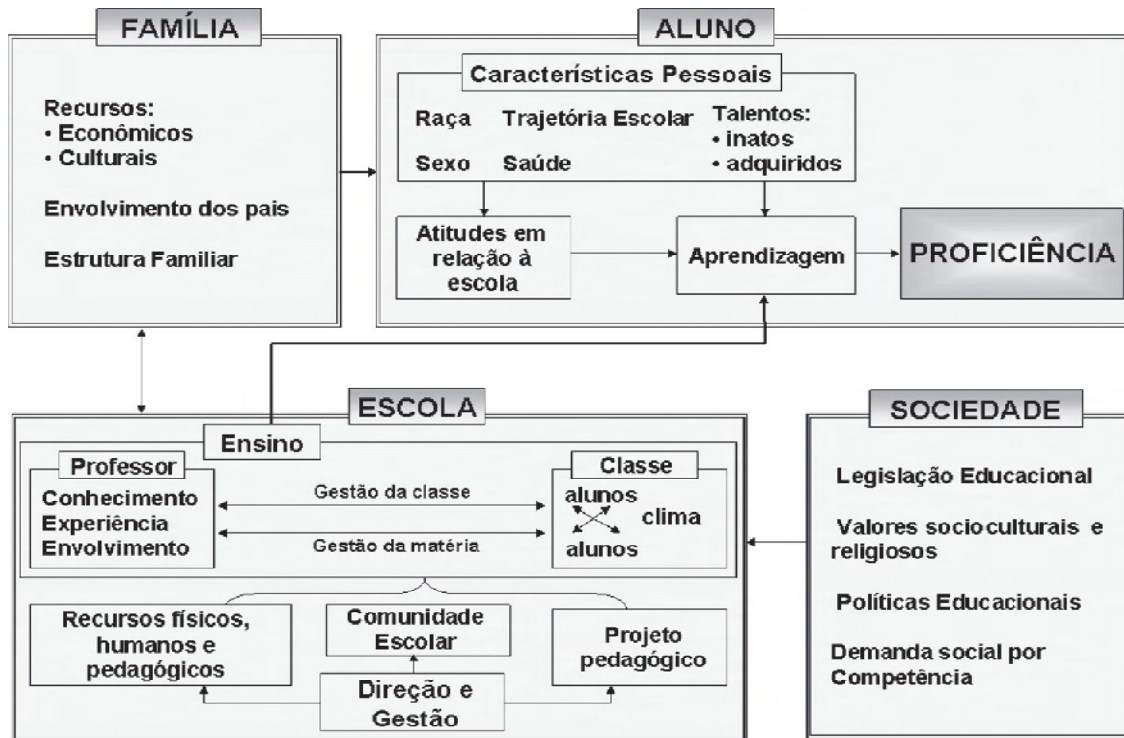 FAMÍLIA
Recursos:
• Econômicos
• Culturais
Envolvimento dos pais
Estrutura Familiar
ALUNO
Características Pessoais
Raça
Trajetória Escolar
Talentos:
• inatos
• adquiridos
Sexo
Saúde
Atitudes em
relação à
escola
Aprendizagem
PROFICIÊNCIA
ESCOLA
Ensino
Professor
Conhecimento
Experiência
Envolvimento
Gestão da classe
Gestão da matéria
Classe
alunos
clima
alunos
Recursos físicos,
humanos e
pedagógicos
Comunidade
Escolar
Projeto
pedagógico
Direção e
Gestão
SOCIEDADE
Legislação Educacional
Valores socioculturais e
religiosos
Políticas Educacionais
Demanda social por
Competência